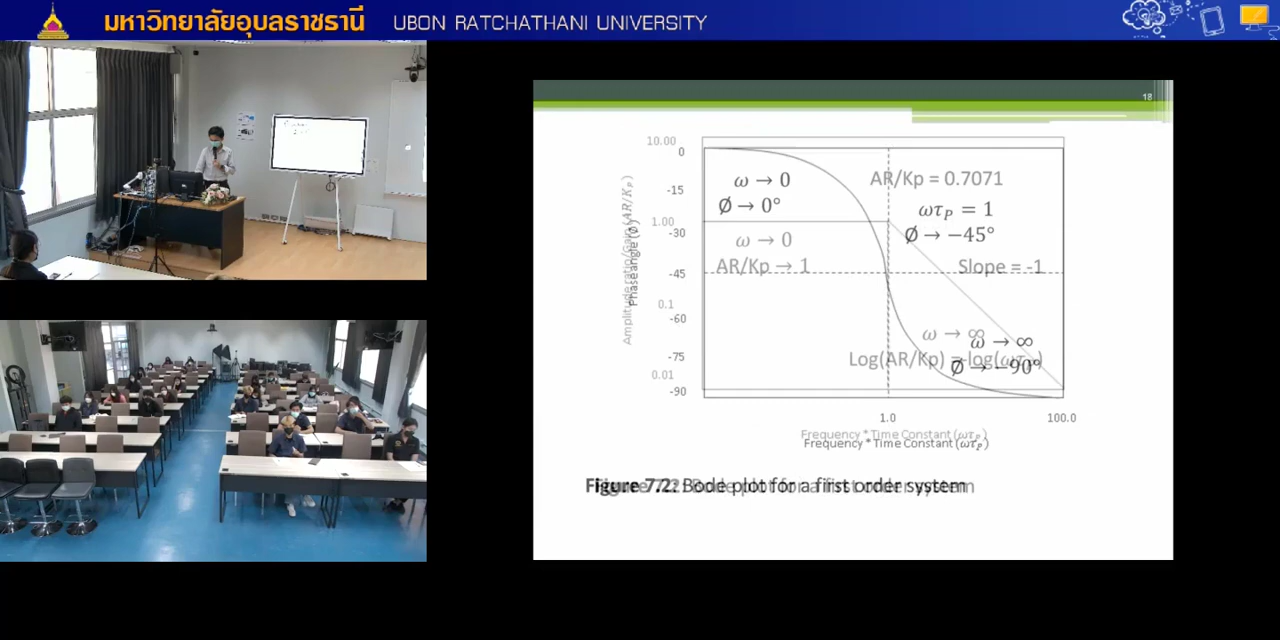 มหาวิทยาลัยอุบลราชธานี UBON RATCHATHANI UNIVERSITY
18
10.00
0
-15
1.00
-30
-45
0.1
-60
-75
0.01
-90
Amplitude ratio/Gain (AR/K_P)
Phase angle (Ø)
ω → 0
Ø → 0°
ω → 0
AR/Kp → 1
AR/Kp = 0.7071
ωτ_P = 1
Ø → −45°
Slope = -1
ω → ∞
Log(AR/Kp) = -log(ωτ_P)
ω → ∞
Ø → −90°
1.0
100.0
Frequency * Time Constant (ωτ_P)
Frequency * Time Constant (ωτ_P)
Figure 7.2: Bode plot for a first order system